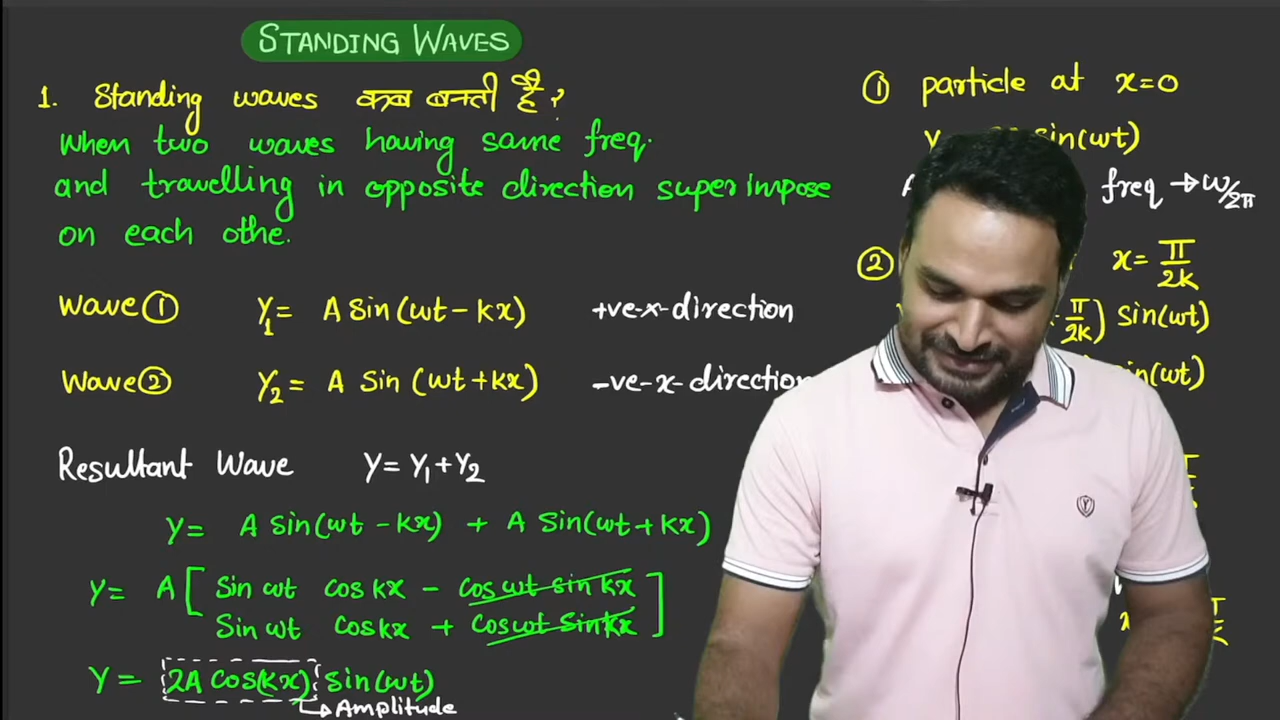 STANDING WAVES
1. Standing waves कब बनती है?
When two waves having same freq.
and travelling in opposite direction superimpose
on each othe.
Wave ① Y₁= A Sin (ωt - kx) +ve-x-direction
Wave ② Y₂= A Sin (ωt + kx) -ve-x-direction
Resultant Wave Y= Y₁+Y₂
Y= A Sin(ωt - kx) + A Sin(ωt + kx)
Y= A [ Sin ωt cos kx - cos ωt sin kx
Sin ωt cos kx + cos ωt sin kx ]
Y = 2A cos(kx) sin(ωt)
Amplitude
① particle at x=0
sin(ωt)
freq → ω/2π
② x= π/2k
π/2k) sin(ωt)
sin(ωt)